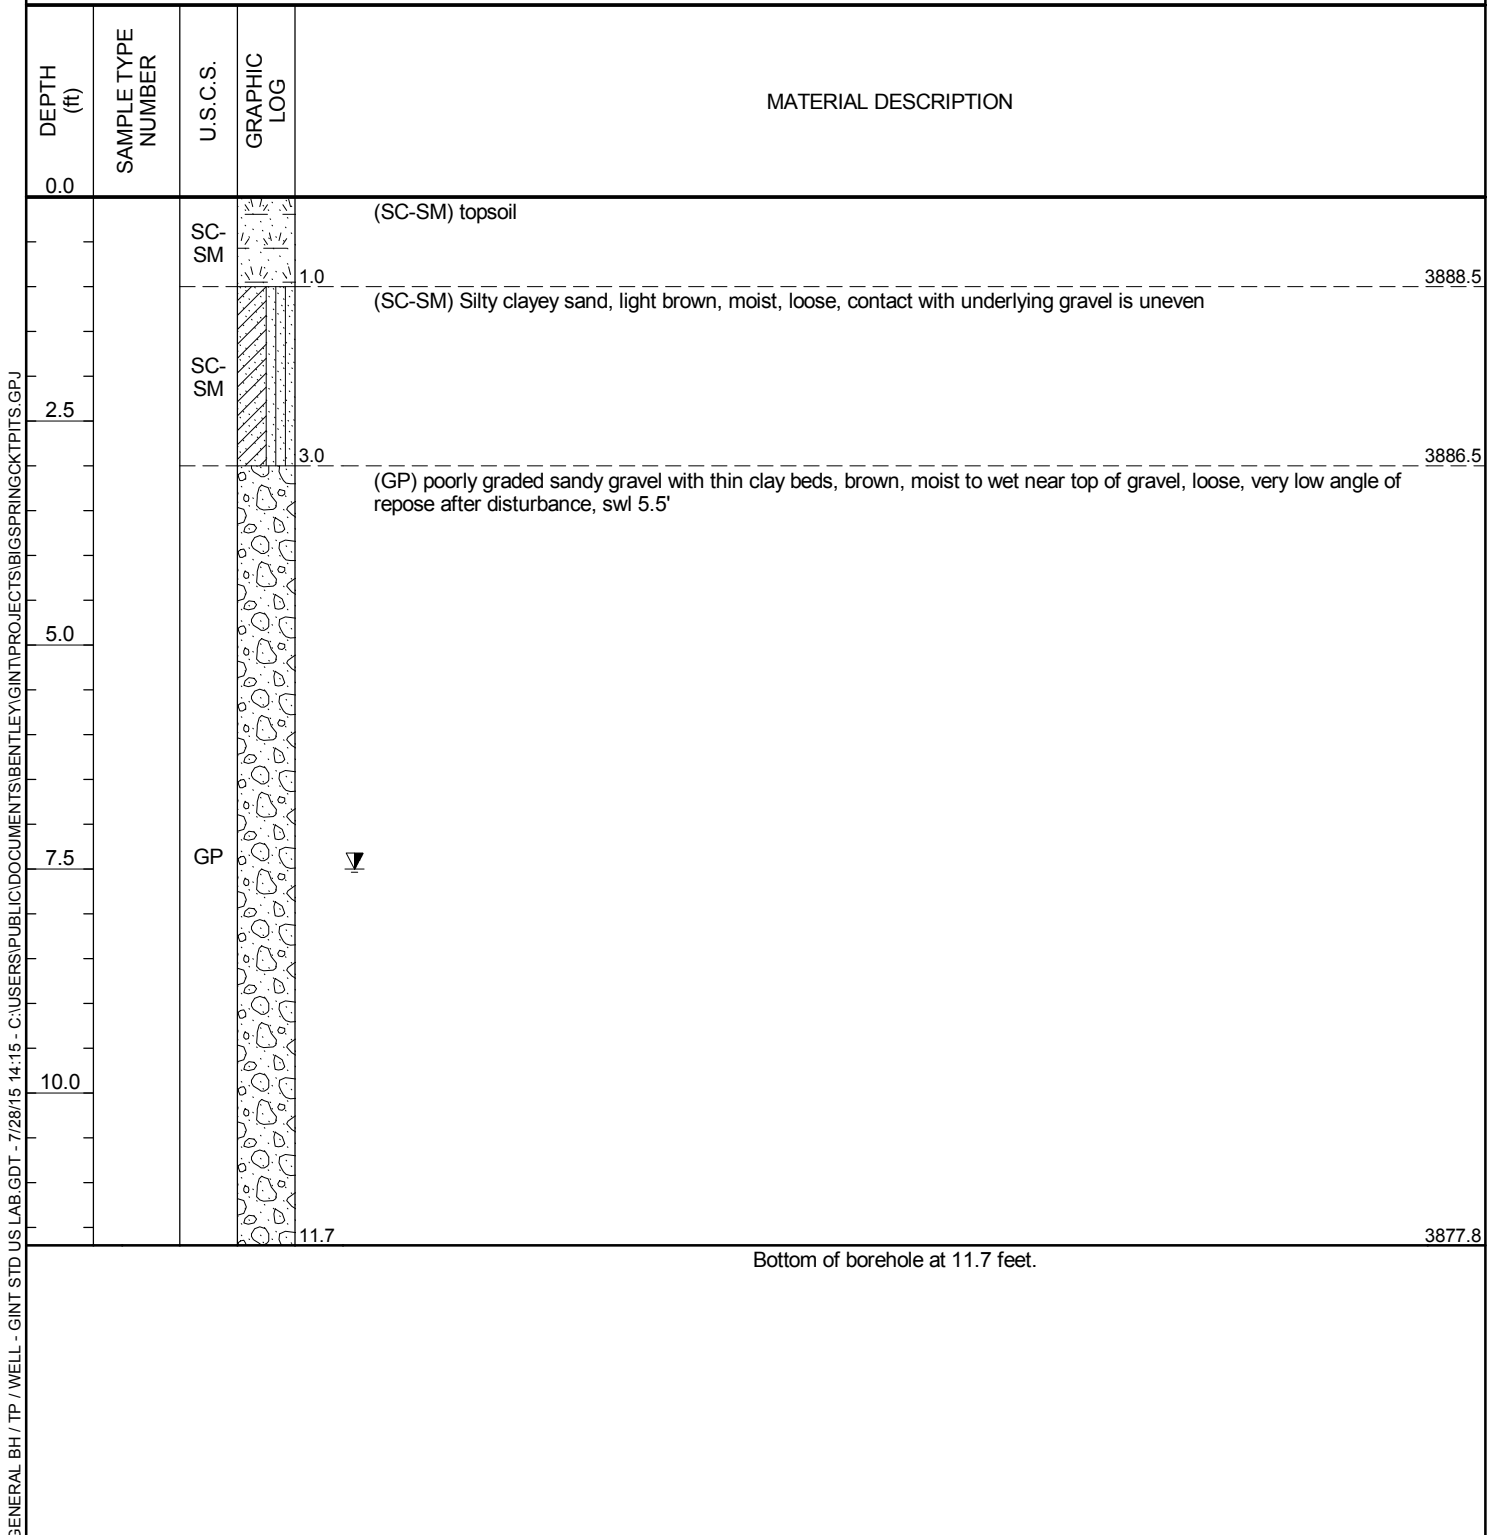 DEPTH
(ft)
SAMPLE TYPE
NUMBER
U.S.C.S.
GRAPHIC
LOG
MATERIAL DESCRIPTION
0.0
(SC-SM) topsoil
SC-
SM
1.0
3888.5
(SC-SM) Silty clayey sand, light brown, moist, loose, contact with underlying gravel is uneven
SC-
SM
2.5
3.0
3886.5
(GP) poorly graded sandy gravel with thin clay beds, brown, moist to wet near top of gravel, loose, very low angle of
repose after disturbance, swl 5.5'
5.0
7.5
GP
10.0
11.7
3877.8
Bottom of borehole at 11.7 feet.
GENERAL BH / TP / WELL - GINT STD US LAB.GDT - 7/28/15 14:15 - C:\USERS\PUBLIC\DOCUMENTS\BENTLEY\GINT\PROJECTS\BIGSPRINGCKTPITS.GPJ